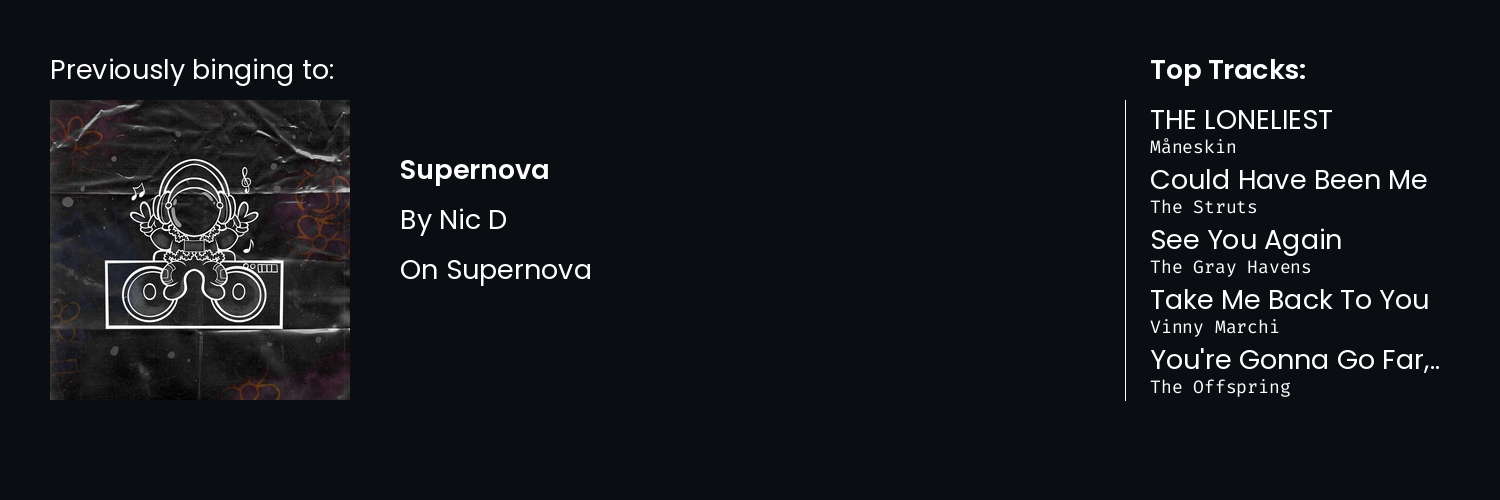 Previously binging to:
Supernova
By Nic D
On Supernova
Top Tracks:
THE LONELIEST
Måneskin
Could Have Been Me
The Struts
See You Again
The Gray Havens
Take Me Back To You
Vinny Marchi
You're Gonna Go Far,..
The Offspring